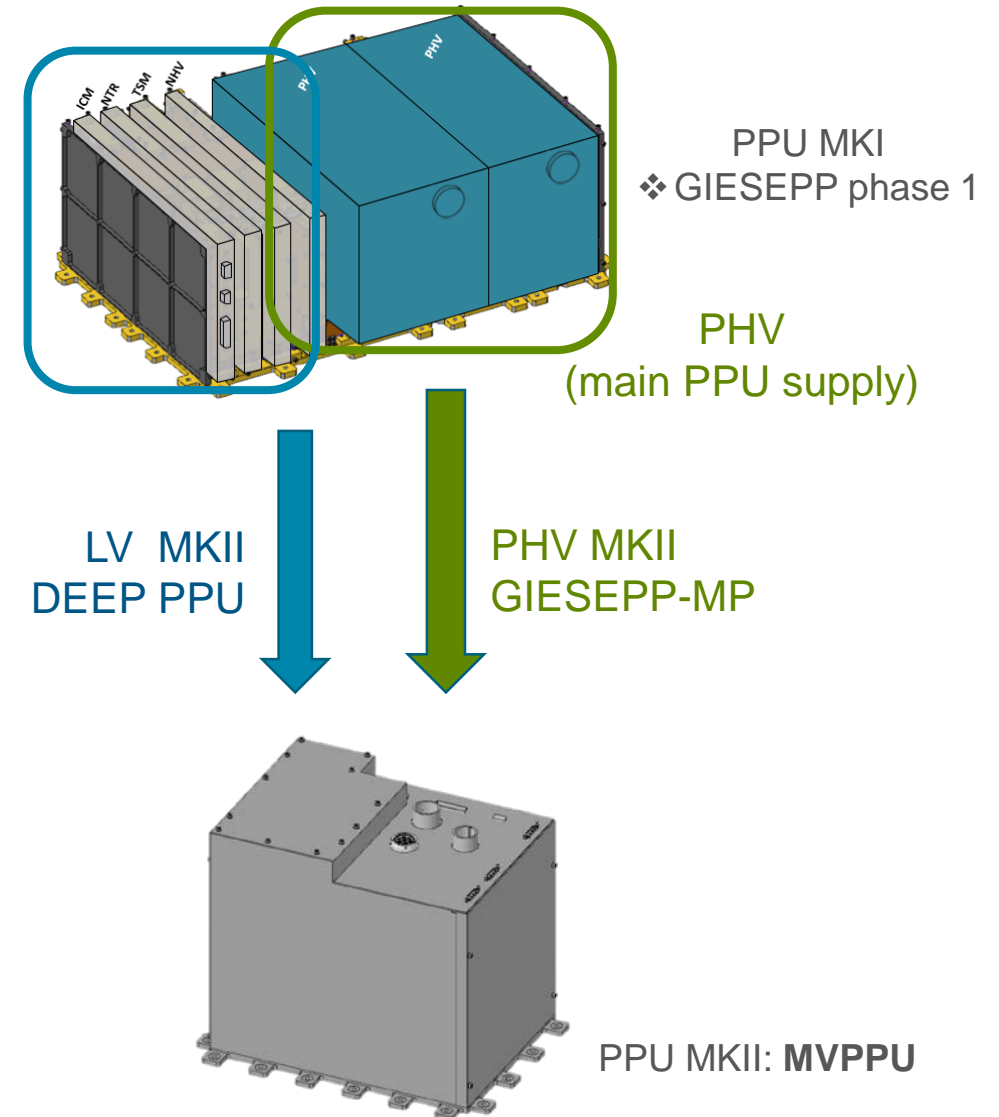 ICM
NTR
TSM
NHV
PHV
PHV
PPU MKI
❖ GIESEPP phase 1
PHV
(main PPU supply)
LV MKII
DEEP PPU
PHV MKII
GIESEPP-MP
PPU MKII: MVPPU